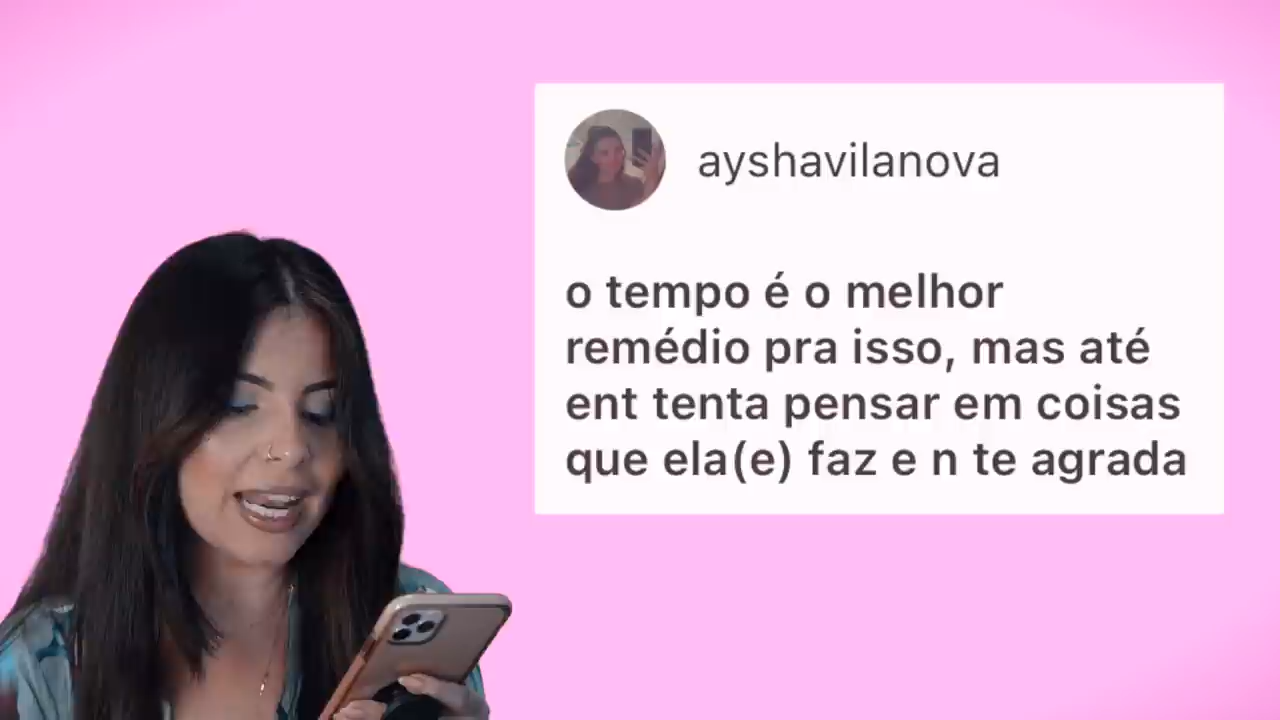 ayshavilanova
o tempo é o melhor
remédio pra isso, mas até
ent tenta pensar em coisas
que ela(e) faz e n te agrada